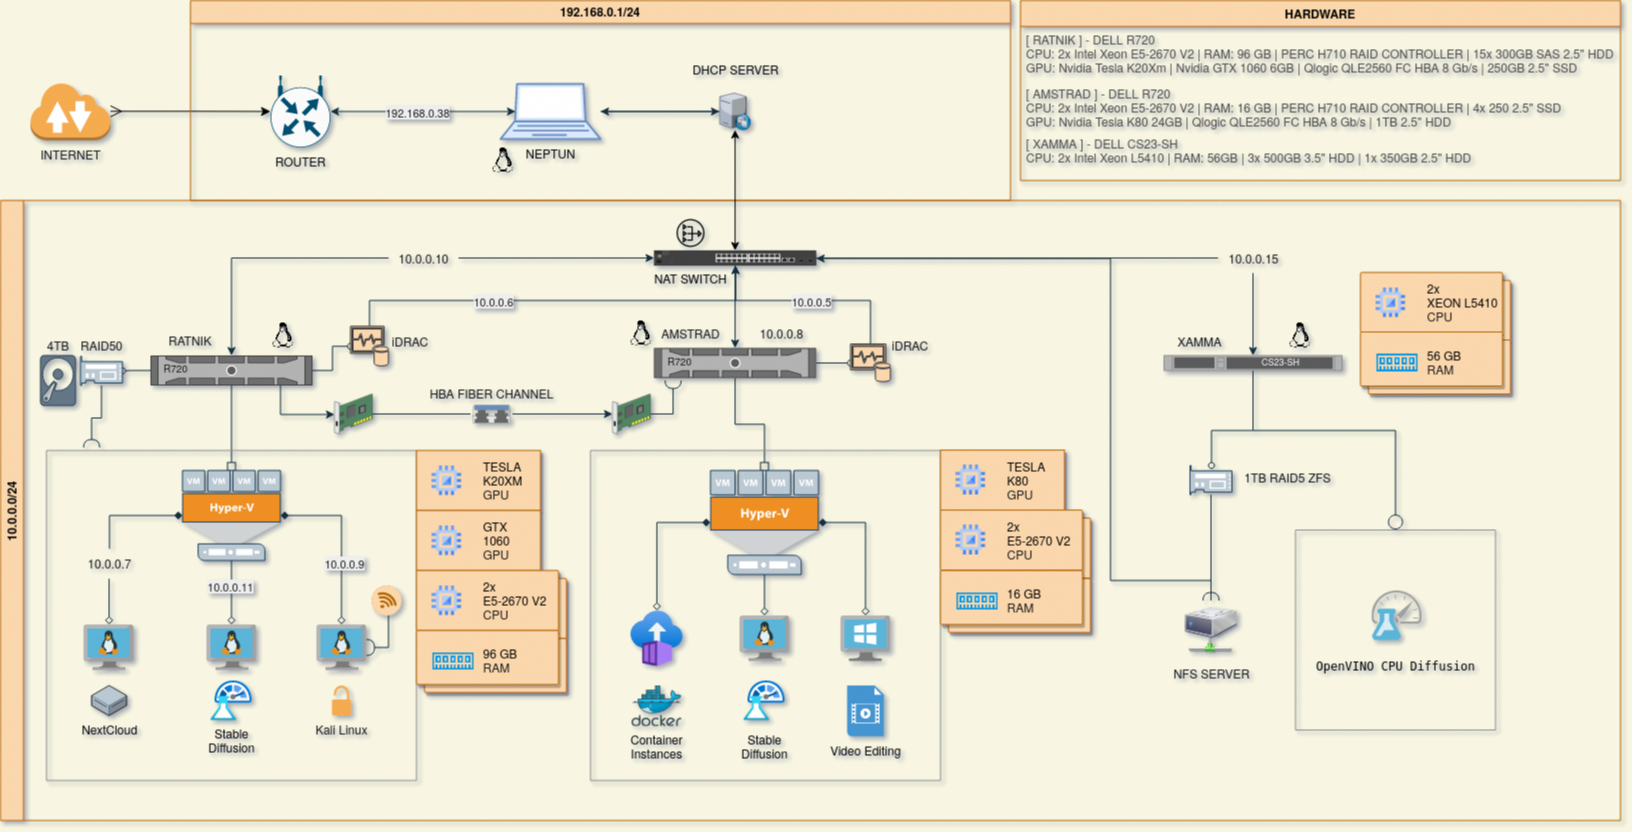 192.168.0.1/24
HARDWARE
[ RATNIK ] - DELL R720
CPU: 2x Intel Xeon E5-2670 V2 | RAM: 96 GB | PERC H710 RAID CONTROLLER | 15x 300GB SAS 2.5" HDD
GPU: Nvidia Tesla K20Xm | Nvidia GTX 1060 6GB | Qlogic QLE2560 FC HBA 8 Gb/s | 250GB 2.5" SSD
[ AMSTRAD ] - DELL R720
CPU: 2x Intel Xeon E5-2670 V2 | RAM: 16 GB | PERC H710 RAID CONTROLLER | 4x 250 2.5" SSD
GPU: Nvidia Tesla K80 24GB | Qlogic QLE2560 FC HBA 8 Gb/s | 1TB 2.5" HDD
[ XAMMA ] - DELL CS23-SH
CPU: 2x Intel Xeon L5410 | RAM: 56GB | 3x 500GB 3.5" HDD | 1x 350GB 2.5" HDD
INTERNET
ROUTER
192.168.0.38
NEPTUN
DHCP SERVER
10.0.0.0/24
NAT SWITCH
10.0.0.10
10.0.0.15
10.0.0.6
10.0.0.5
4TB
RAID50
RATNIK
R720
iDRAC
AMSTRAD
10.0.0.8
R720
iDRAC
XAMMA
CS23-SH
2x
XEON L5410
CPU
56 GB
RAM
HBA FIBER CHANNEL
VM
VM
VM
VM
Hyper-V
10.0.0.7
10.0.0.11
10.0.0.9
NextCloud
Stable
Diffusion
Kali Linux
TESLA
K20XM
GPU
GTX
1060
GPU
2x
E5-2670 V2
CPU
96 GB
RAM
VM
VM
VM
VM
Hyper-V
docker
Container
Instances
Stable
Diffusion
Video Editing
TESLA
K80
GPU
2x
E5-2670 V2
CPU
16 GB
RAM
1TB RAID5 ZFS
NFS SERVER
OpenVINO CPU Diffusion